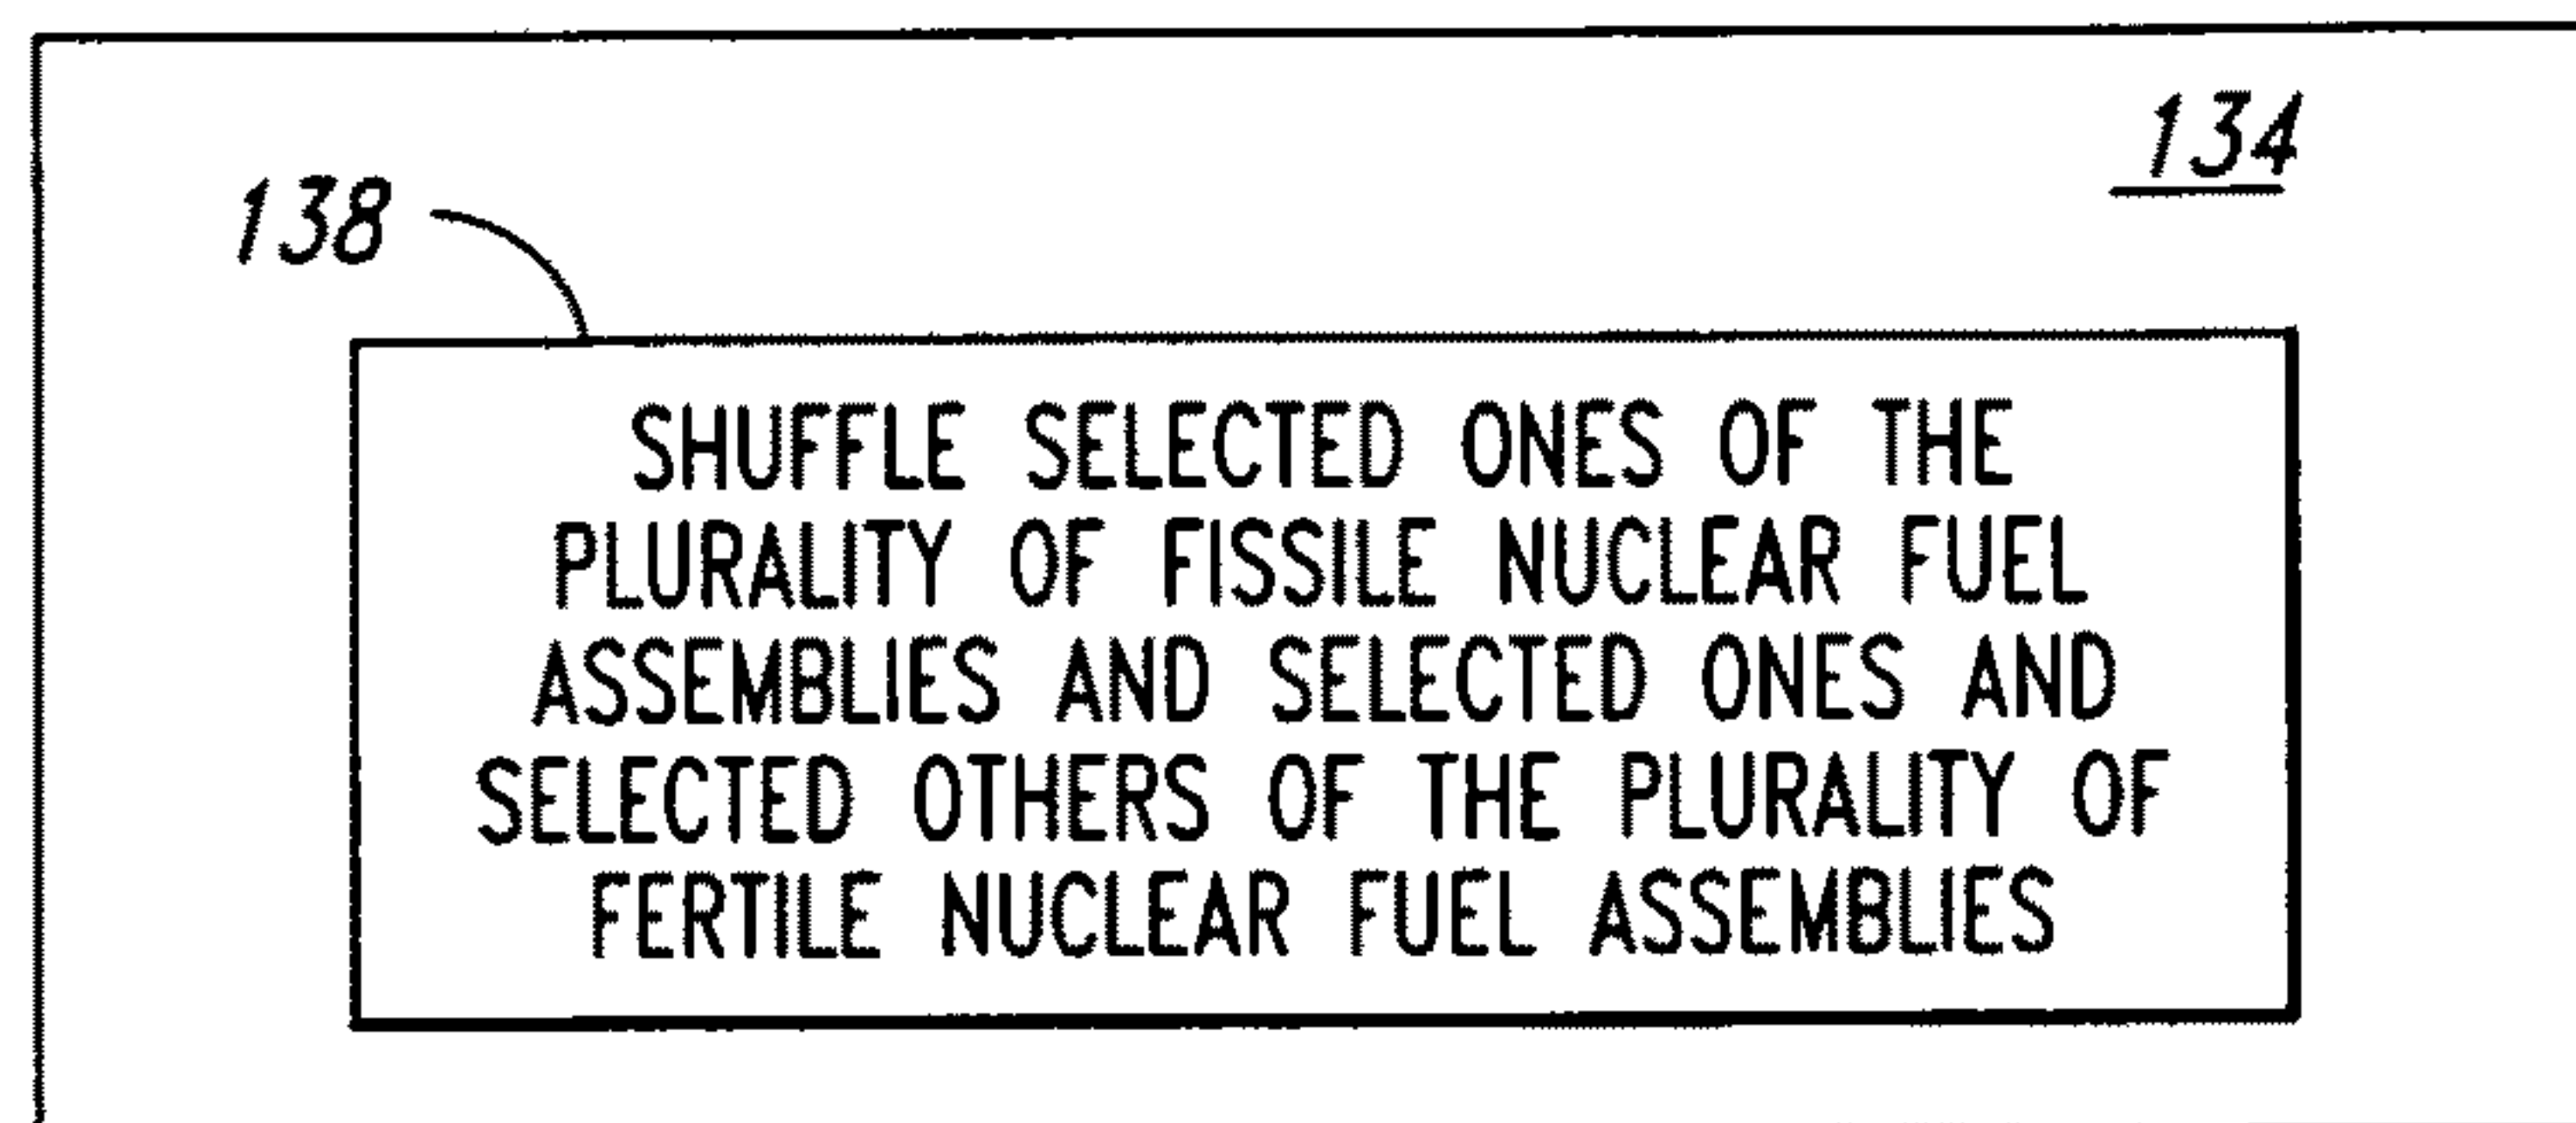 134
138
SHUFFLE SELECTED ONES OF THE
PLURALITY OF FISSILE NUCLEAR FUEL
ASSEMBLIES AND SELECTED ONES AND
SELECTED OTHERS OF THE PLURALITY OF
FERTILE NUCLEAR FUEL ASSEMBLIES